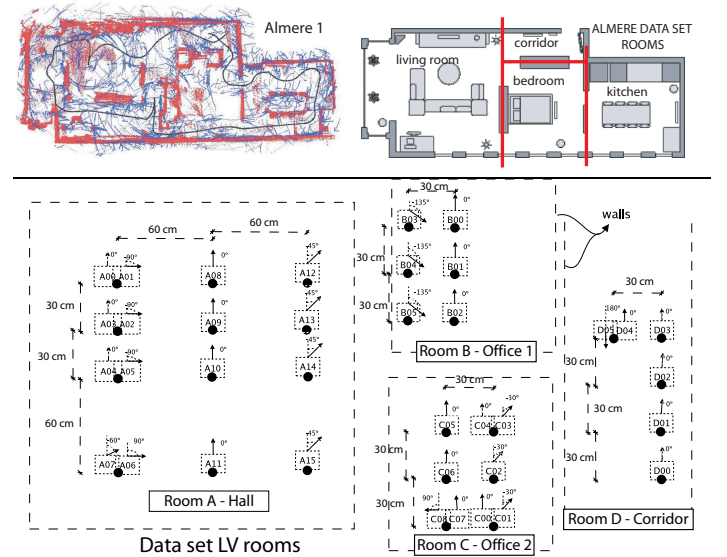 Almere 1
ALMERE DATA SET
ROOMS
corridor
living room
bedroom
kitchen
60 cm
60 cm
0°
-90°
0°
-45°
A00 A01
A08
A12
30 cm
0°
-90°
0°
-45°
A03 A02
A09
A13
30 cm
0°
-90°
0°
-45°
A04 A05
A10
A14
60 cm
-60°
90°
0°
-45°
A07 A06
A11
A15
Room A - Hall
Data set LV rooms
30 cm
-135°
0°
B03
B00
30 cm
-135°
0°
B04
B01
30 cm
-135°
0°
B05
B02
Room B - Office 1
walls
30 cm
0°
0°
-30°
C05
C04 C03
30 cm
0°
-30°
C06
C02
30 cm
90°
0°
0°
-30°
C08 C07
C00 C01
Room C - Office 2
30 cm
180°
0°
0°
D05 D04
D03
30 cm
0°
D02
30 cm
0°
D01
30 cm
0°
D00
Room D - Corridor